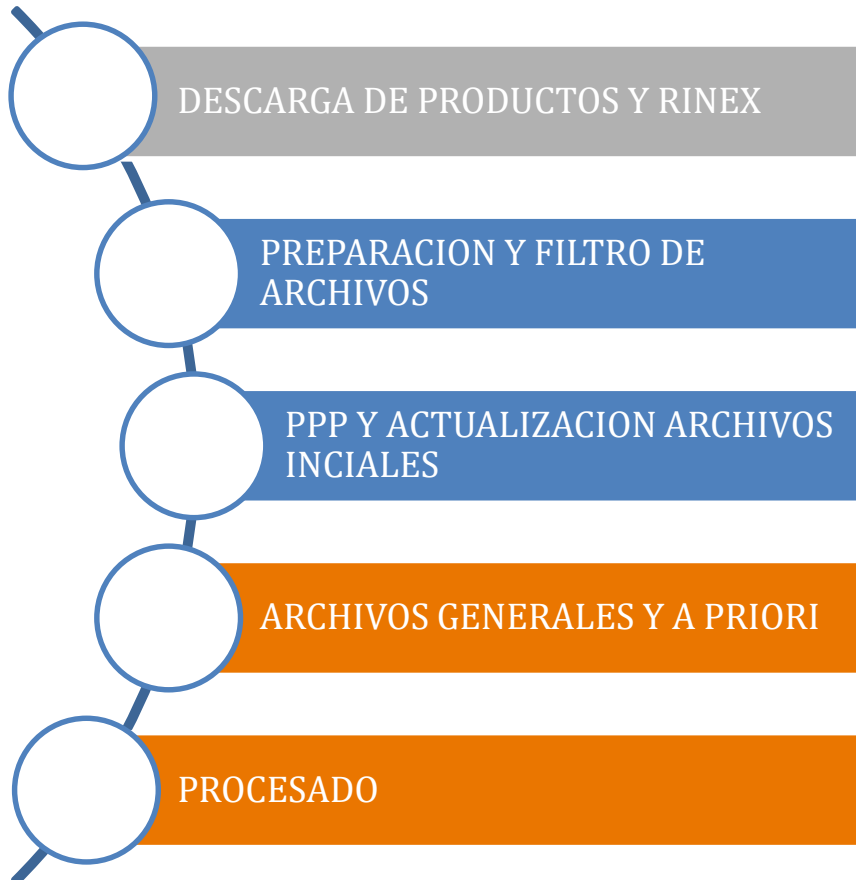 DESCARGA DE PRODUCTOS Y RINEX
PREPARACION Y FILTRO DE
ARCHIVOS
PPP Y ACTUALIZACION ARCHIVOS
INCIALES
ARCHIVOS GENERALES Y A PRIORI
PROCESADO